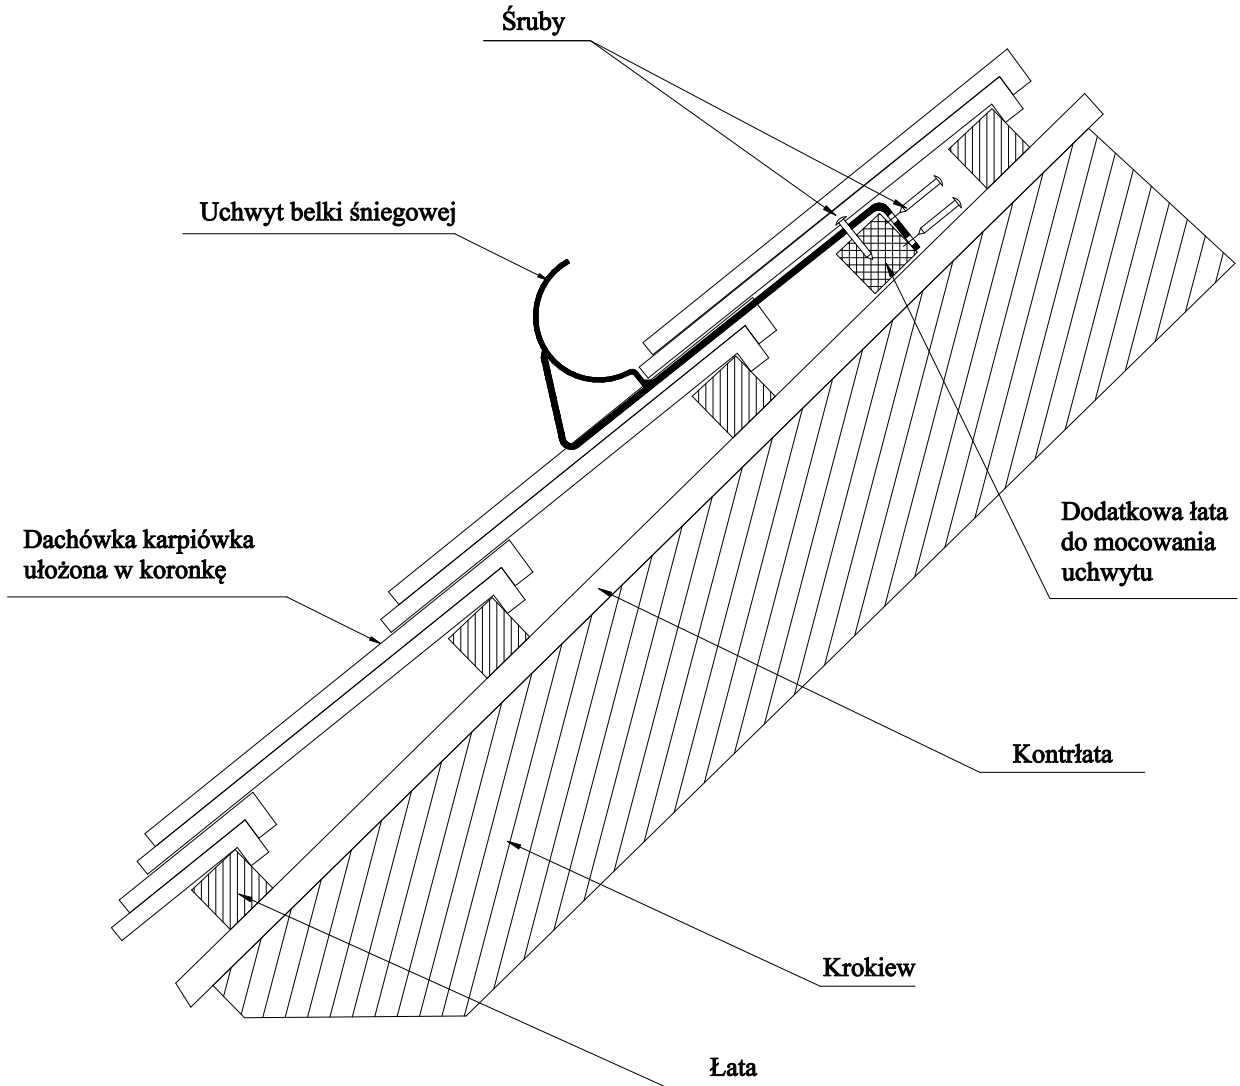 Śruby
Uchwyt belki śniegowej
Dachówka karpiówka
ułożona w koronkę
Dodatkowa łata
do mocowania
uchwytu
Kontrłata
Krokiew
Łata